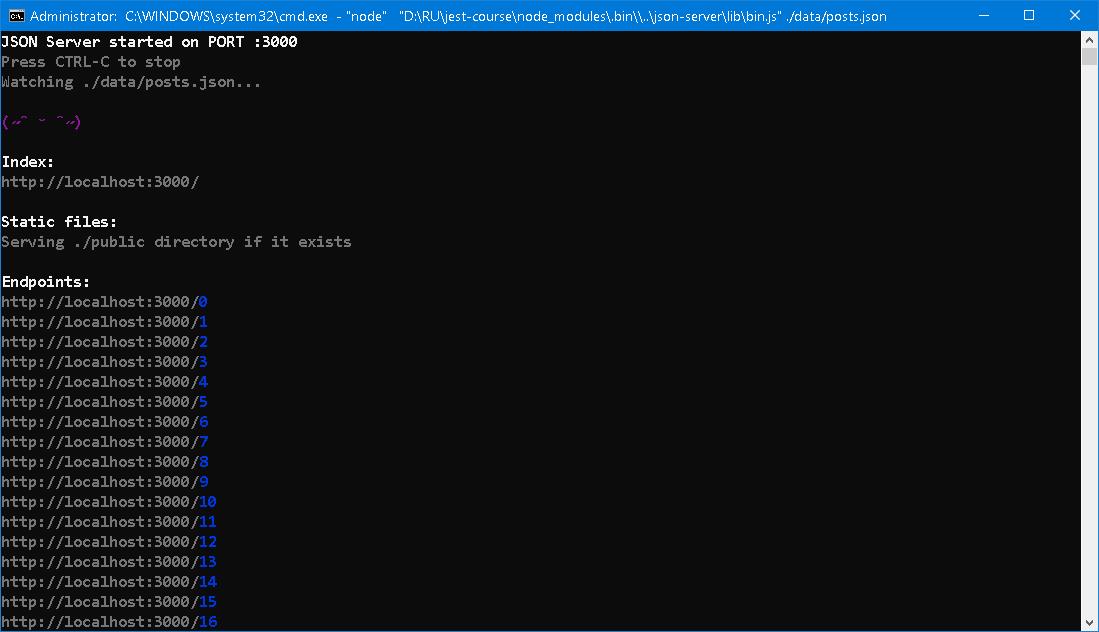 Administrator: C:\WINDOWS\system32\cmd.exe - "node" "D:\RU\jest-course\node_modules\.bin\\..\json-server\lib\bin.js" ./data/posts.json
JSON Server started on PORT :3000
Press CTRL-C to stop
Watching ./data/posts.json...
(˶ᵔ ᵕ ᵔ˶)
Index:
http://localhost:3000/
Static files:
Serving ./public directory if it exists
Endpoints:
http://localhost:3000/0
http://localhost:3000/1
http://localhost:3000/2
http://localhost:3000/3
http://localhost:3000/4
http://localhost:3000/5
http://localhost:3000/6
http://localhost:3000/7
http://localhost:3000/8
http://localhost:3000/9
http://localhost:3000/10
http://localhost:3000/11
http://localhost:3000/12
http://localhost:3000/13
http://localhost:3000/14
http://localhost:3000/15
http://localhost:3000/16